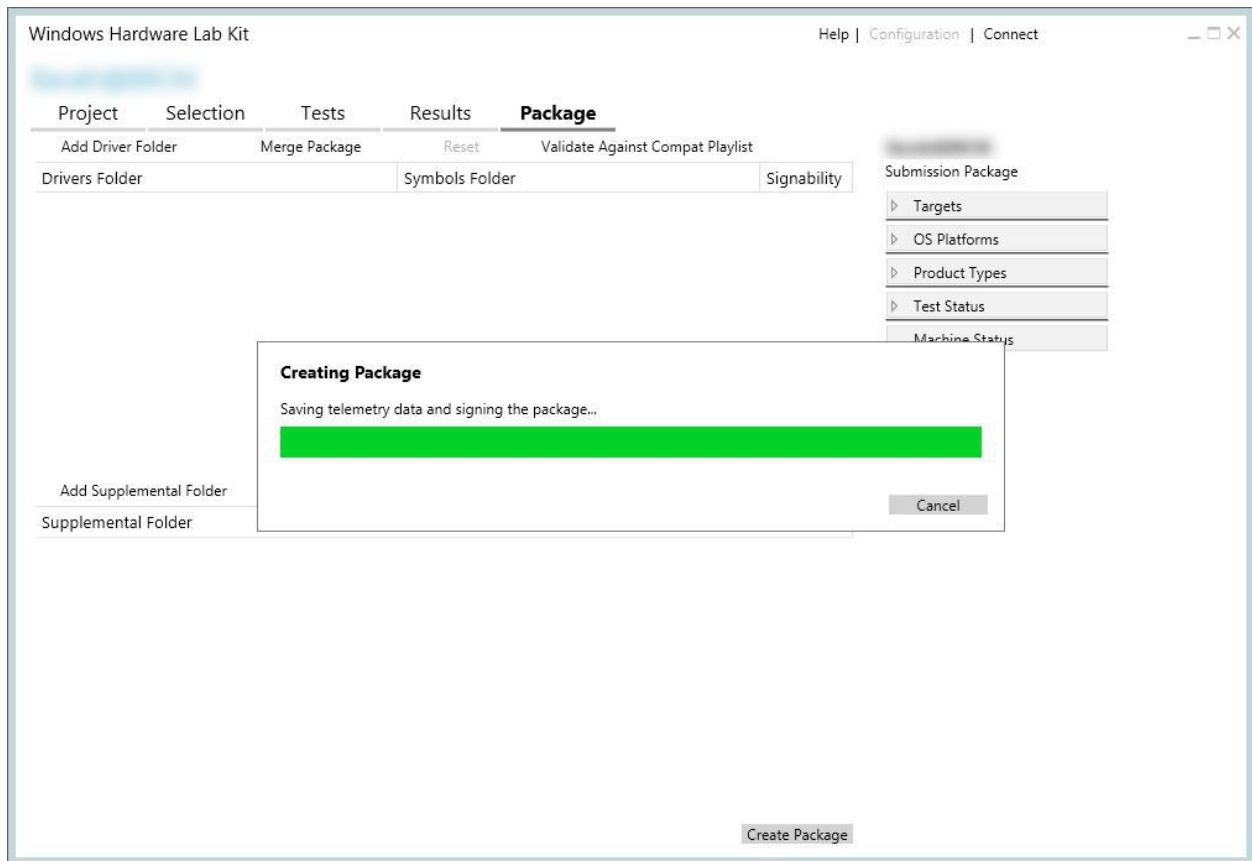 Windows Hardware Lab Kit
Help | Configuration | Connect
Project Selection Tests Results Package
Add Driver Folder Merge Package Reset Validate Against Compat Playlist
Drivers Folder Symbols Folder Signability
Submission Package
Targets
OS Platforms
Product Types
Test Status
Machine Status
Creating Package
Saving telemetry data and signing the package...
Cancel
Add Supplemental Folder
Supplemental Folder
Create Package